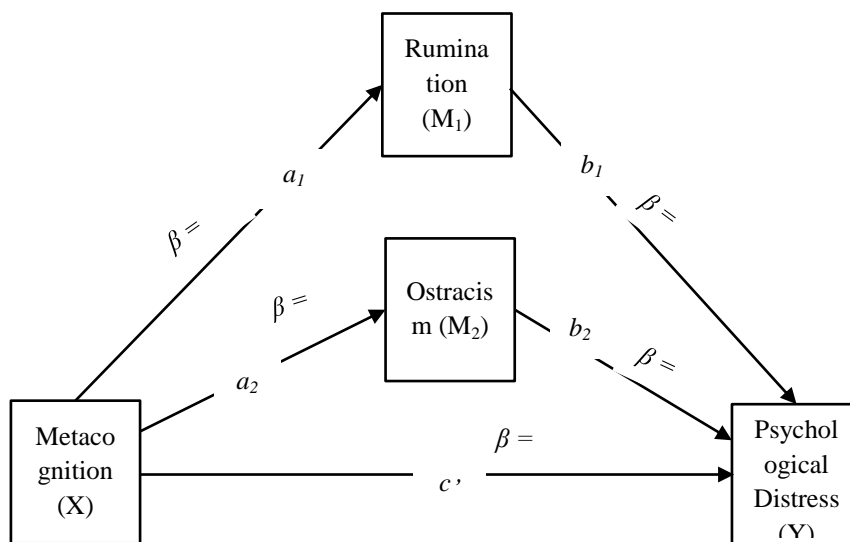 Rumina
tion
(M₁)
a₁
b₁
β =
β =
Ostracis
m (M₂)
β =
b₂
β =
a₂
Metaco
gnition
(X)
β =
c’
Psychol
ogical
Distress
(Y)